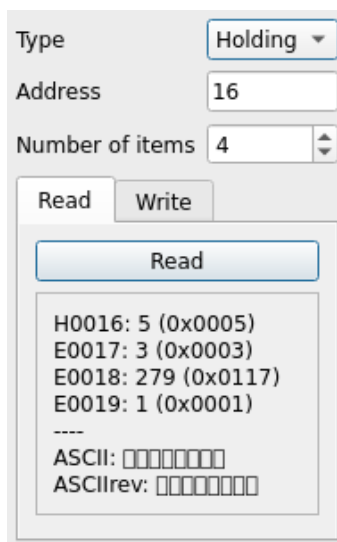 Type Holding
Address 16
Number of items 4
Read Write
Read
H0016: 5 (0x0005)
E0017: 3 (0x0003)
E0018: 279 (0x0117)
E0019: 1 (0x0001)
----
ASCII: □□□□□□□□
ASCIIrev: □□□□□□□□